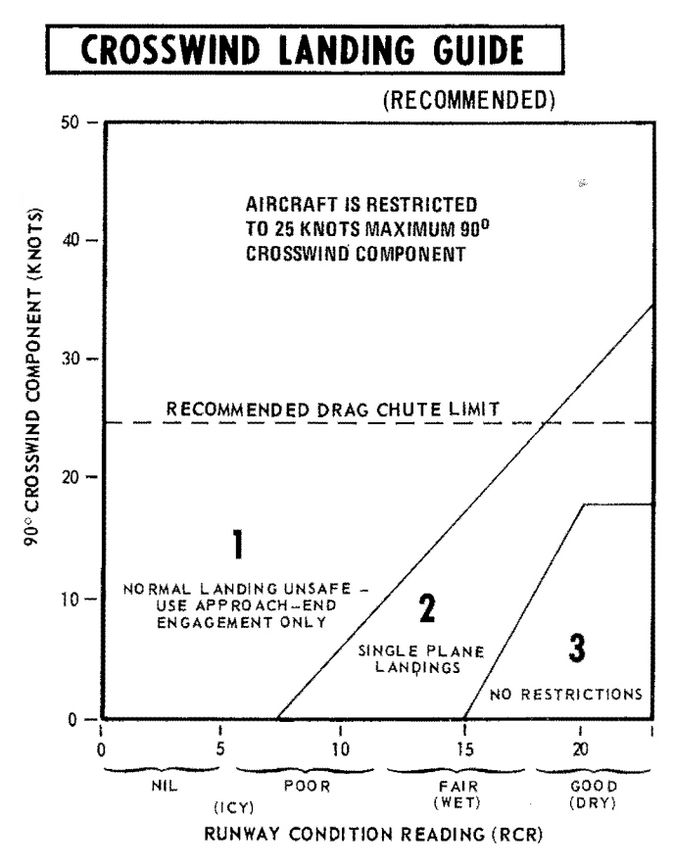 CROSSWIND LANDING GUIDE
(RECOMMENDED)
AIRCRAFT IS RESTRICTED
TO 25 KNOTS MAXIMUM 90°
CROSSWIND COMPONENT
90° CROSSWIND COMPONENT (KNOTS)
50
40
30
20
10
0
RECOMMENDED DRAG CHUTE LIMIT
1
NORMAL LANDING UNSAFE –
USE APPROACH–END
ENGAGEMENT ONLY
2
SINGLE PLANE
LANDINGS
3
NO RESTRICTIONS
0 5 10 15 20
NIL POOR FAIR GOOD
(ICY) (WET) (DRY)
RUNWAY CONDITION READING (RCR)